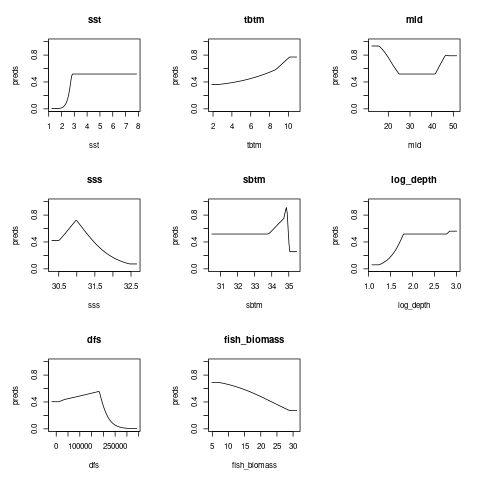 sst
preds
0.0 0.4 0.8
1 2 3 4 5 6 7 8
sst
tbtm
preds
0.0 0.4 0.8
2 4 6 8 10
tbtm
mld
preds
0.0 0.4 0.8
20 30 40 50
mld
sss
preds
0.0 0.4 0.8
30.5 31.5 32.5
sss
sbtm
preds
0.0 0.4 0.8
31 32 33 34 35
sbtm
log_depth
preds
0.0 0.4 0.8
1.0 1.5 2.0 2.5 3.0
log_depth
dfs
preds
0.0 0.4 0.8
0 100000 250000
dfs
fish_biomass
preds
0.0 0.4 0.8
5 10 15 20 25 30
fish_biomass